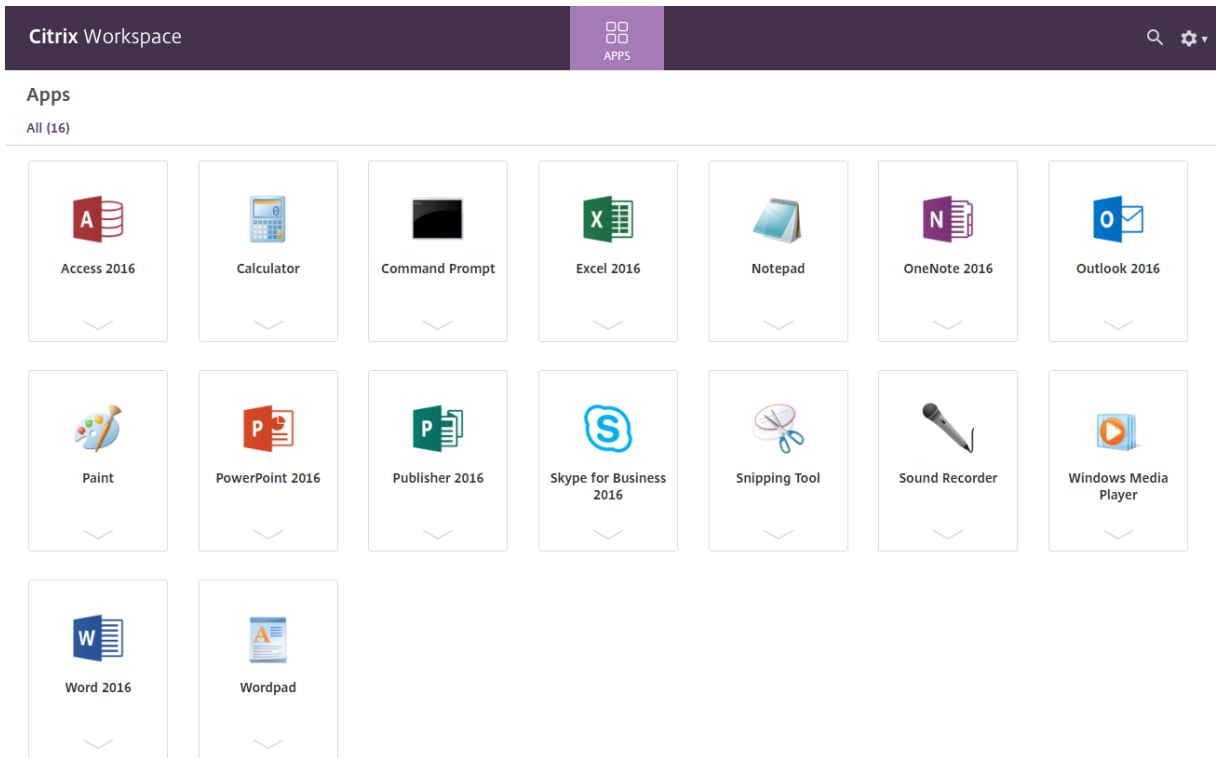 Citrix Workspace
APPS
Apps
All (16)
Access 2016
Calculator
Command Prompt
Excel 2016
Notepad
OneNote 2016
Outlook 2016
Paint
PowerPoint 2016
Publisher 2016
Skype for Business
2016
Snipping Tool
Sound Recorder
Windows Media
Player
Word 2016
Wordpad